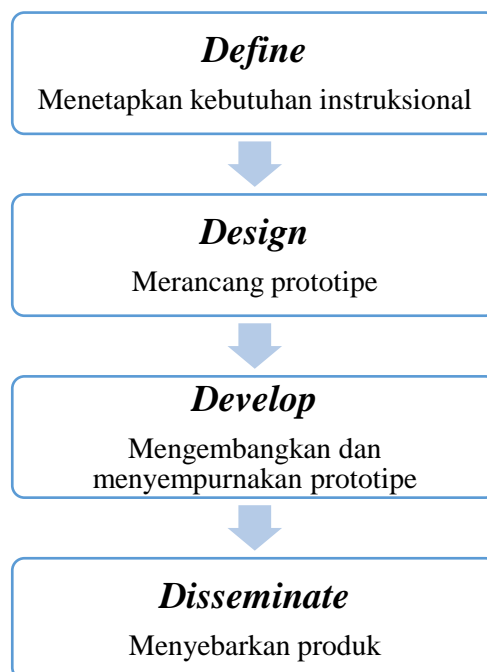 Define
Menetapkan kebutuhan instruksional
Design
Merancang prototipe
Develop
Mengembangkan dan
menyempurnakan prototipe
Disseminate
Menyebarkan produk